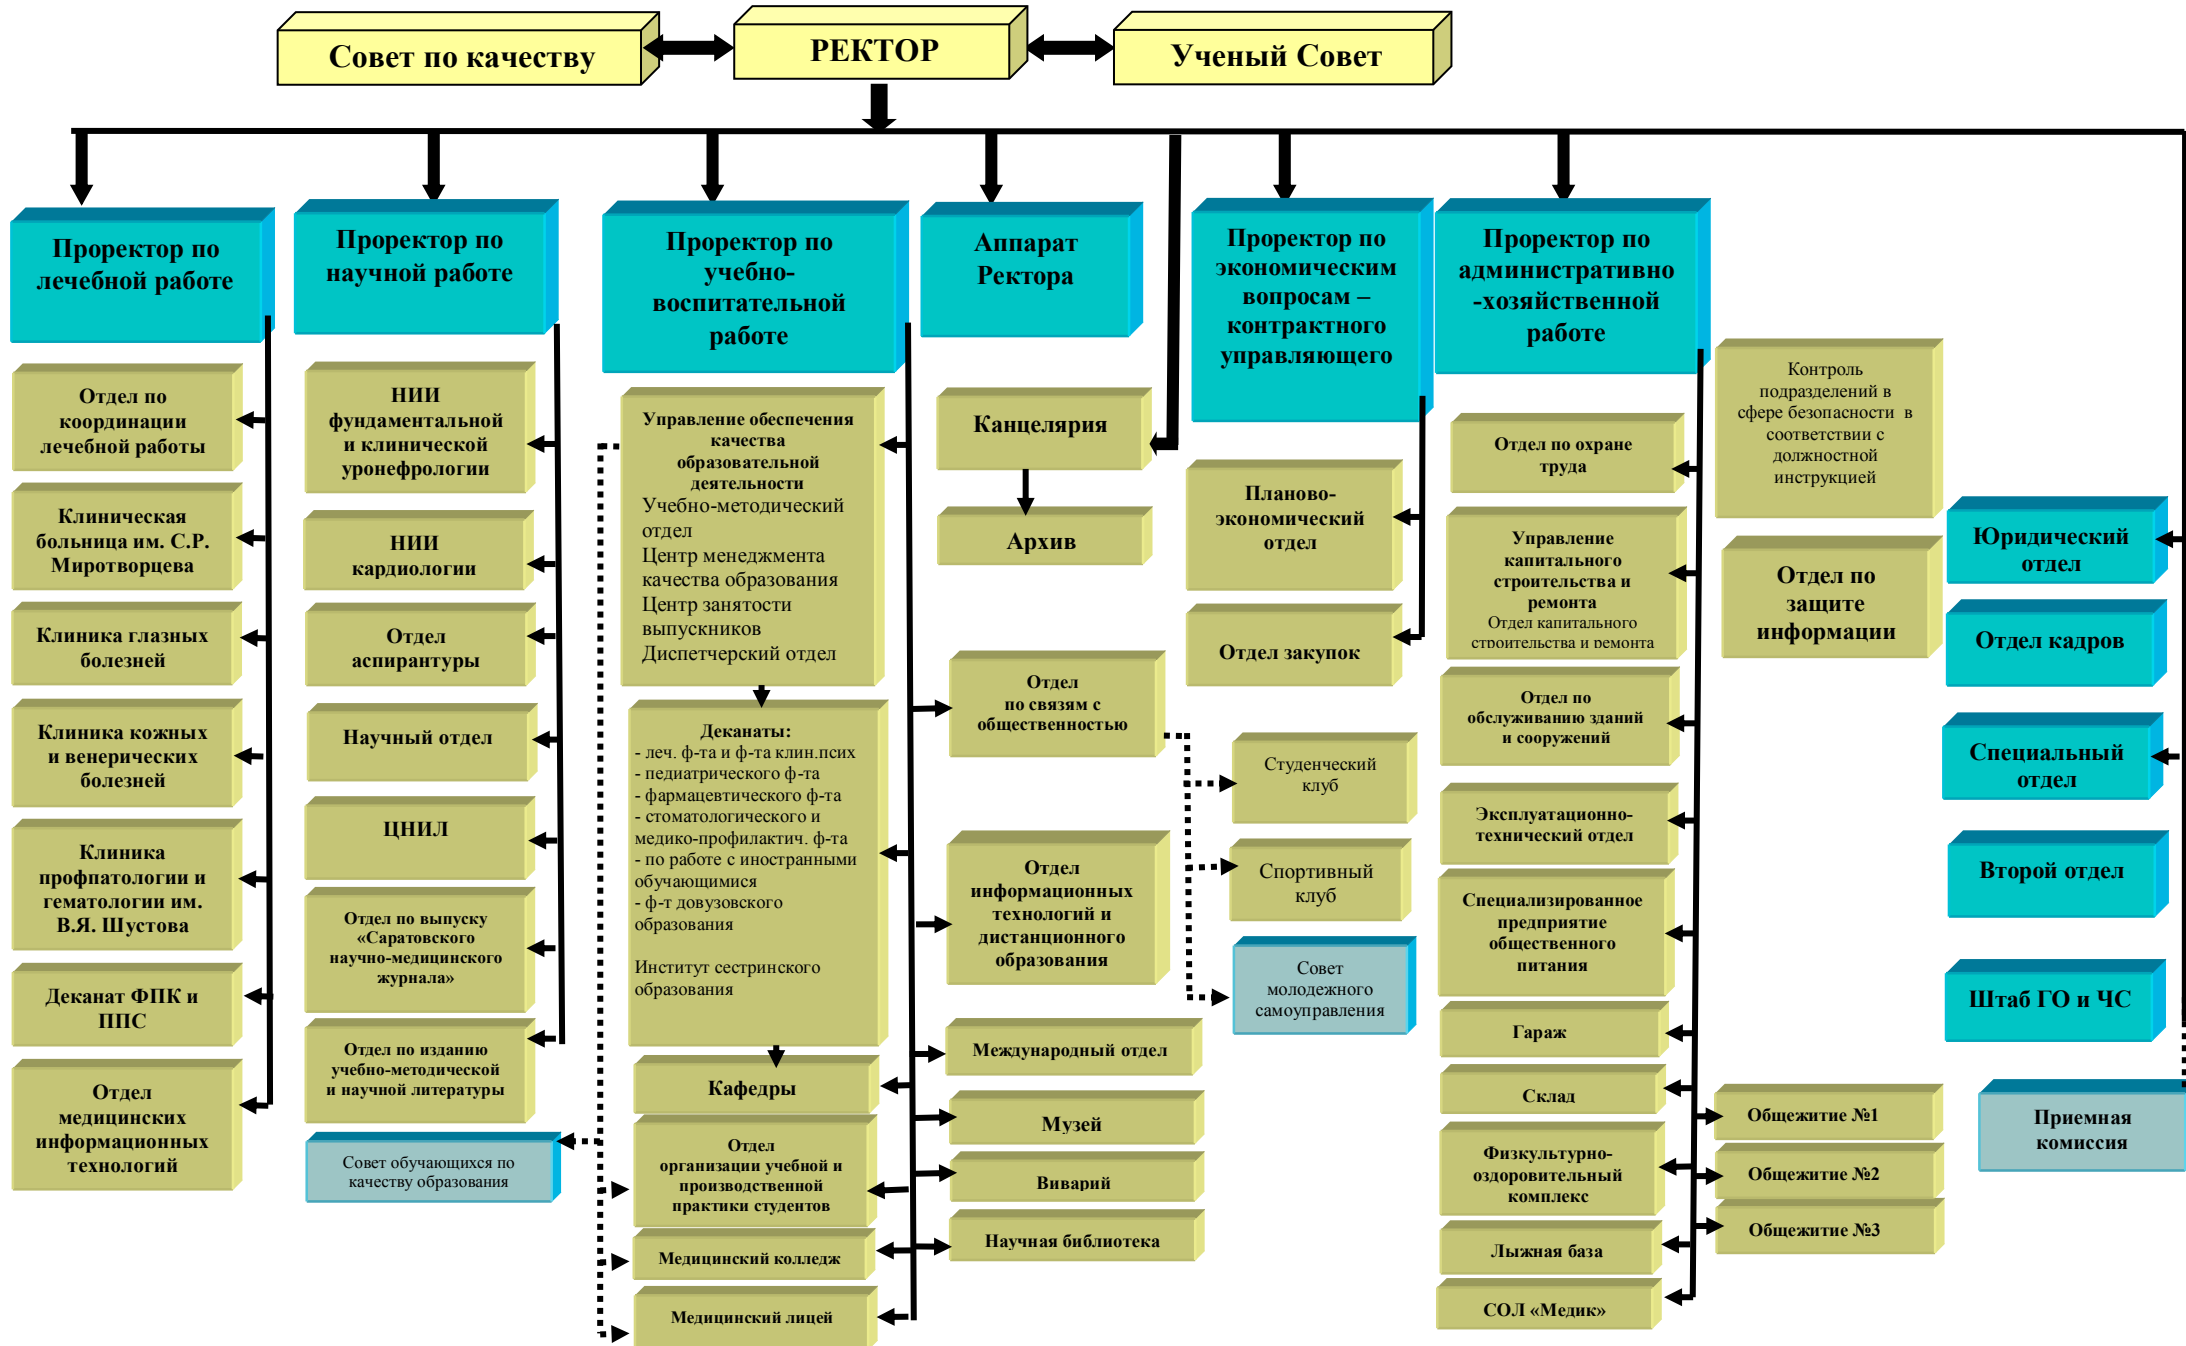 Совет по качеству
РЕКТОР
Ученый Совет
Проректор по
лечебной работе
Отдел по
координации
лечебной работы
Клиническая
больница им. С.Р.
Миротворцева
Клиника глазных
болезней
Клиника кожных
и венерических
болезней
Клиника
профпатологии и
гематологии им.
В.Я. Шустова
Деканат ФПК и
ППС
Отдел
медицинских
информационных
технологий
Проректор по
научной работе
НИИ
фундаментальной
и клинической
уронефрологии
НИИ
кардиологии
Отдел
аспирантуры
Научный отдел
ЦНИЛ
Отдел по выпуску
«Саратовского
научно-медицинского
журнала»
Отдел по изданию
учебно-методической
и научной литературы
Совет обучающихся по
качеству образования
Проректор по
учебно-
воспитательной
работе
Управление обеспечения
качества
образовательной
деятельности
Учебно-методический
отдел
Центр менеджмента
качества образования
Центр занятости
выпускников
Диспетчерский отдел
Деканаты:
- леч. ф-та и ф-та клин.псих
- педиатрического ф-та
- фармацевтического ф-та
- стоматологического и
медико-профилактич. ф-та
- по работе с иностранными
обучающимися
- ф-т довузовского
образования
Институт сестринского
образования
Кафедры
Отдел
организации учебной и
производственной
практики студентов
Медицинский колледж
Медицинский лицей
Аппарат
Ректора
Канцелярия
Архив
Отдел
по связям с
общественностью
Отдел
информационных
технологий и
дистанционного
образования
Международный отдел
Музей
Виварий
Научная библиотека
Проректор по
экономическим
вопросам –
контрактного
управляющего
Планово-
экономический
отдел
Отдел закупок
Студенческий
клуб
Спортивный
клуб
Совет
молодежного
самоуправления
Проректор по
административно
-хозяйственной
работе
Отдел по охране
труда
Управление
капитального
строительства и
ремонта
Отдел капитального
строительства и ремонта
Отдел по
обслуживанию зданий
и сооружений
Эксплуатационно-
технический отдел
Специализированное
предприятие
общественного
питания
Гараж
Склад
Физкультурно-
оздоровительный
комплекс
Лыжная база
СОЛ «Медик»
Контроль
подразделений в
сфере безопасности в
соответствии с
должностной
инструкцией
Отдел по
защите
информации
Общежитие №1
Общежитие №2
Общежитие №3
Юридический
отдел
Отдел кадров
Специальный
отдел
Второй отдел
Штаб ГО и ЧС
Приемная
комиссия